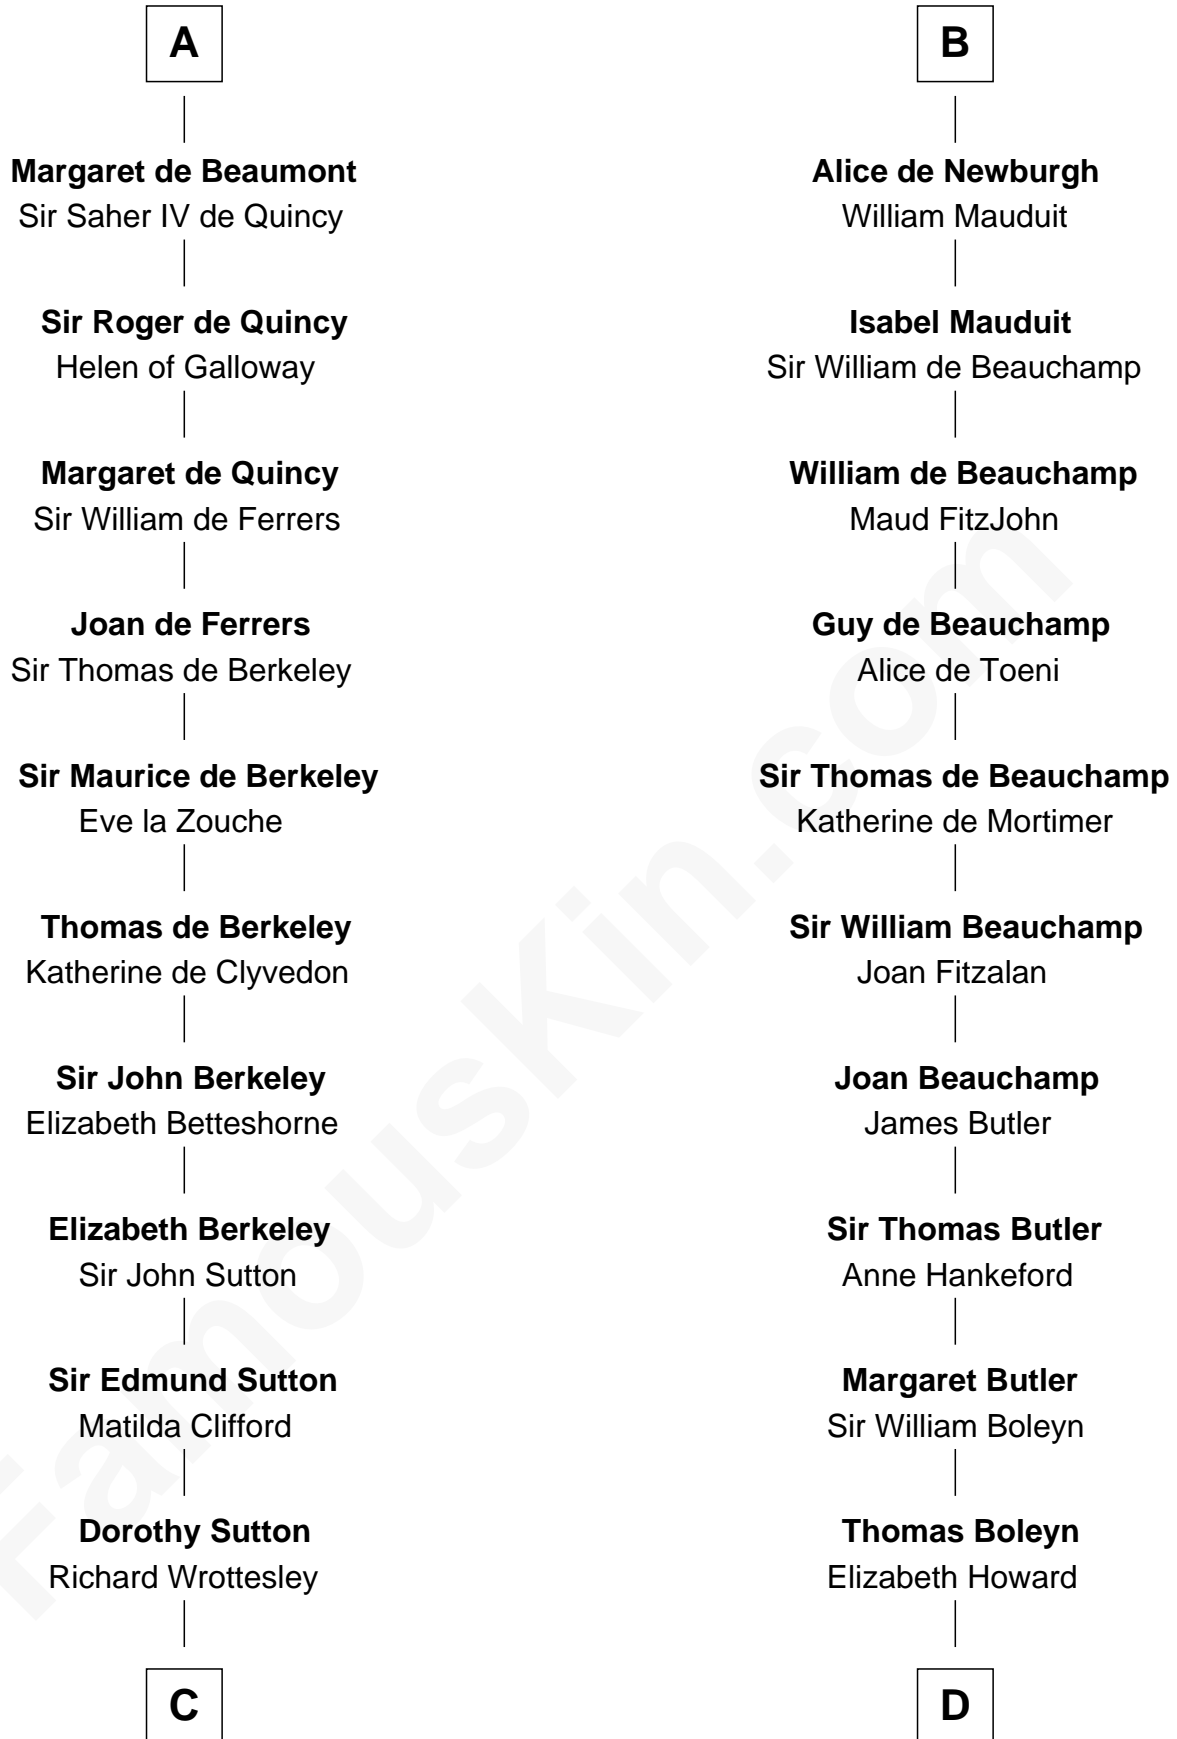 A
Margaret de Beaumont
Sir Saher IV de Quincy
Sir Roger de Quincy
Helen of Galloway
Margaret de Quincy
Sir William de Ferrers
Joan de Ferrers
Sir Thomas de Berkeley
Sir Maurice de Berkeley
Eve la Zouche
Thomas de Berkeley
Katherine de Clyvedon
Sir John Berkeley
Elizabeth Betteshorne
Elizabeth Berkeley
Sir John Sutton
Sir Edmund Sutton
Matilda Clifford
Dorothy Sutton
Richard Wrottesley
C
B
Alice de Newburgh
William Mauduit
Isabel Mauduit
Sir William de Beauchamp
William de Beauchamp
Maud FitzJohn
Guy de Beauchamp
Alice de Toeni
Sir Thomas de Beauchamp
Katherine de Mortimer
Sir William Beauchamp
Joan Fitzalan
Joan Beauchamp
James Butler
Sir Thomas Butler
Anne Hankeford
Margaret Butler
Sir William Boleyn
Thomas Boleyn
Elizabeth Howard
D
FamousKin.com